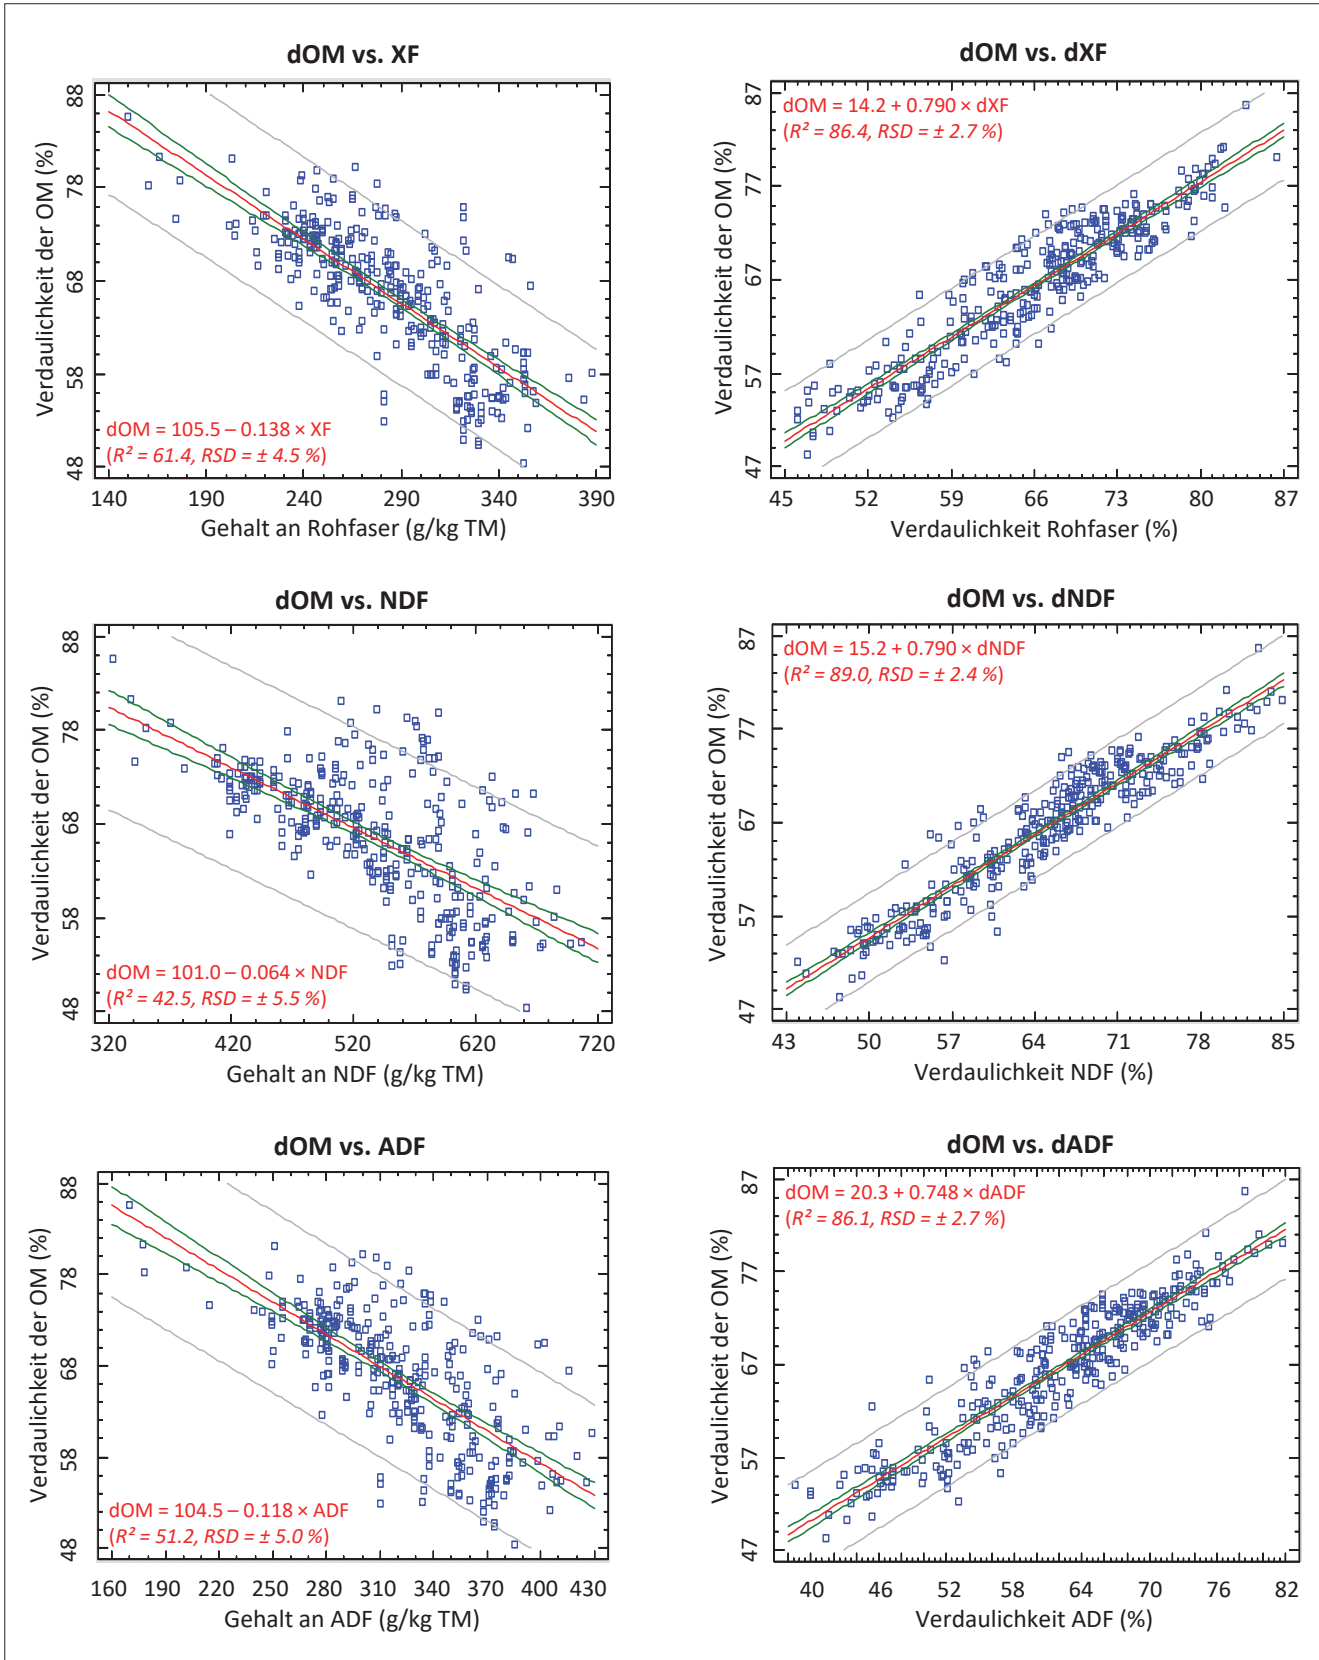 dOM vs. XF
Verdaulichkeit der OM (%)
88
78
68
58
48
dOM = 105.5 – 0.138 × XF
(R² = 61.4, RSD = ± 4.5 %)
140 190 240 290 340 390
Gehalt an Rohfaser (g/kg TM)
dOM vs. dXF
Verdaulichkeit der OM (%)
87
77
67
57
47
dOM = 14.2 + 0.790 × dXF
(R² = 86.4, RSD = ± 2.7 %)
45 52 59 66 73 80 87
Verdaulichkeit Rohfaser (%)
dOM vs. NDF
Verdaulichkeit der OM (%)
88
78
68
58
48
dOM = 101.0 – 0.064 × NDF
(R² = 42.5, RSD = ± 5.5 %)
320 420 520 620 720
Gehalt an NDF (g/kg TM)
dOM vs. dNDF
Verdaulichkeit der OM (%)
87
77
67
57
47
dOM = 15.2 + 0.790 × dNDF
(R² = 89.0, RSD = ± 2.4 %)
43 50 57 64 71 78 85
Verdaulichkeit NDF (%)
dOM vs. ADF
Verdaulichkeit der OM (%)
88
78
68
58
48
dOM = 104.5 – 0.118 × ADF
(R² = 51.2, RSD = ± 5.0 %)
160 190 220 250 280 310 340 370 400 430
Gehalt an ADF (g/kg TM)
dOM vs. dADF
Verdaulichkeit der OM (%)
87
77
67
57
47
dOM = 20.3 + 0.748 × dADF
(R² = 86.1, RSD = ± 2.7 %)
40 46 52 58 64 70 76 82
Verdaulichkeit ADF (%)